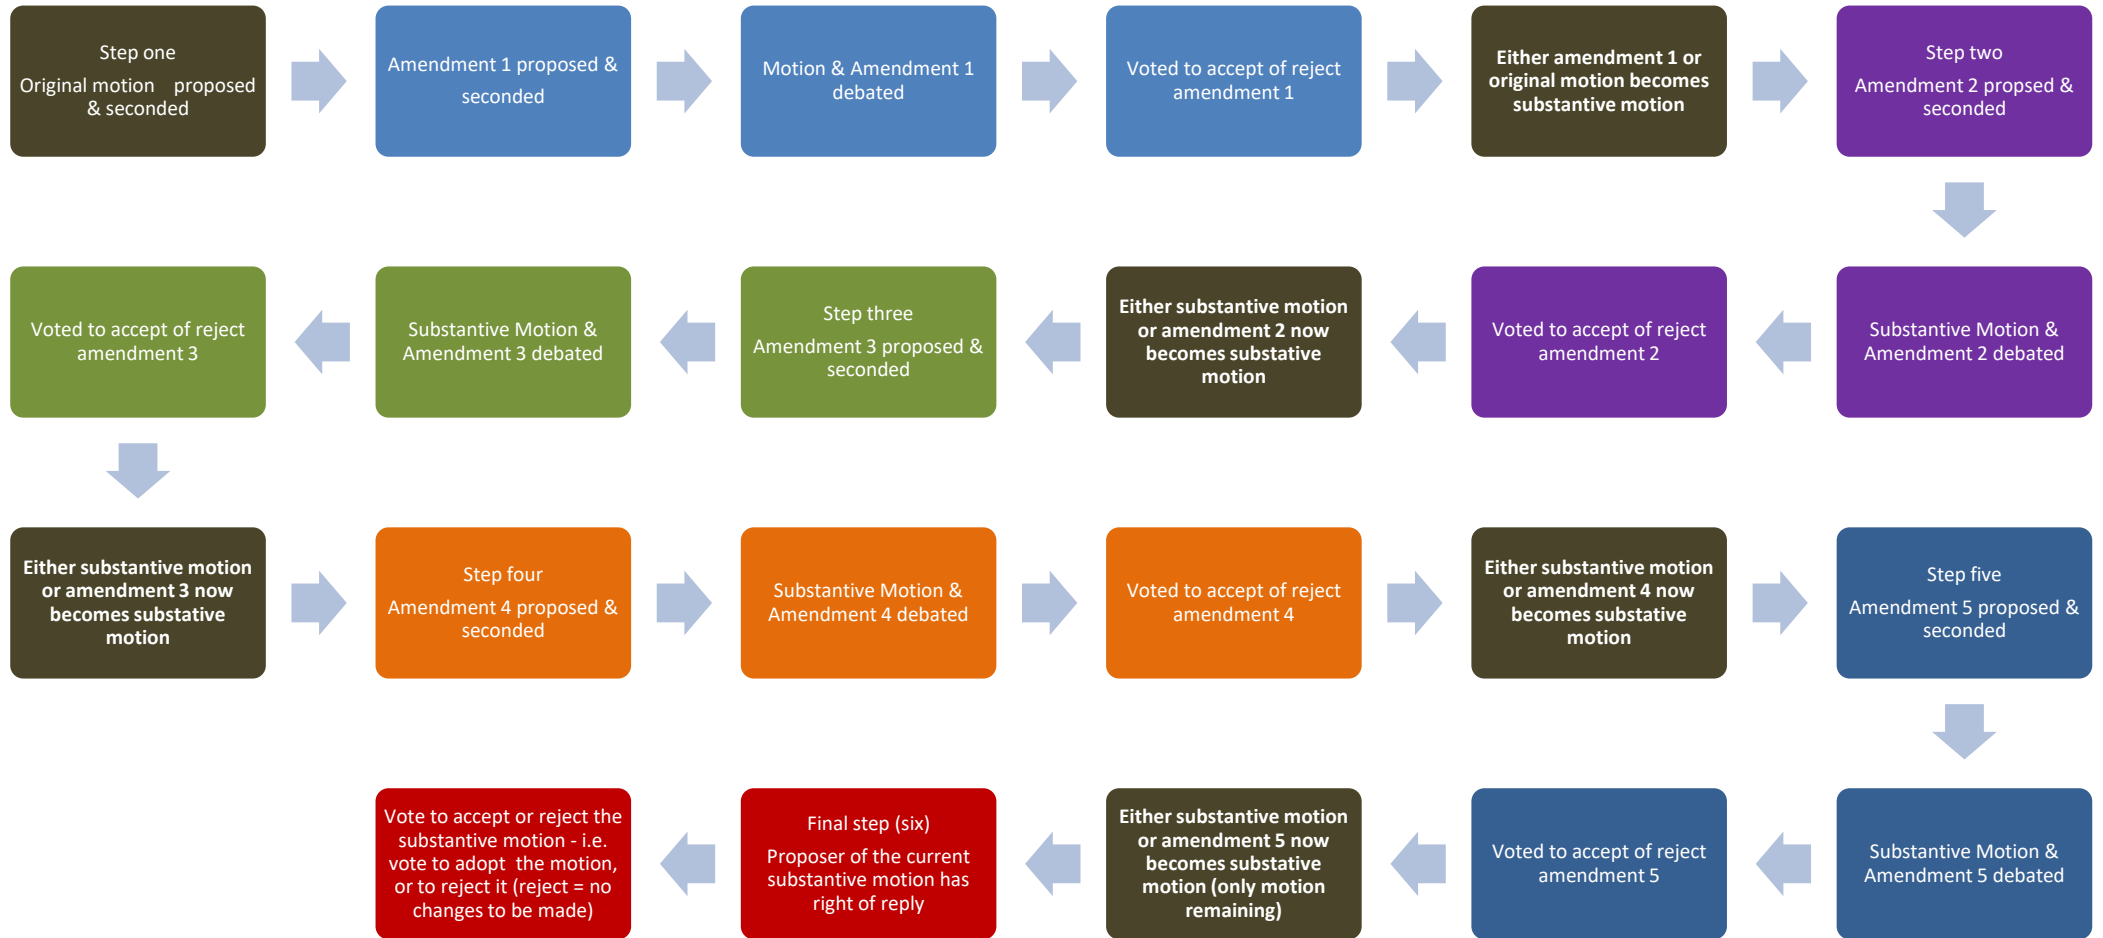 Step one
Original motion proposed
& seconded
Amendment 1 proposed &
seconded
Motion & Amendment 1
debated
Voted to accept of reject
amendment 1
Either amendment 1 or
original motion becomes
substantive motion
Step two
Amendment 2 propsed &
seconded
Substantive Motion &
Amendment 2 debated
Voted to accept of reject
amendment 2
Either substantive motion
or amendment 2 now
becomes substative
motion
Step three
Amendment 3 proposed &
seconded
Substantive Motion &
Amendment 3 debated
Voted to accept of reject
amendment 3
Either substantive motion
or amendment 3 now
becomes substative
motion
Step four
Amendment 4 proposed &
seconded
Substantive Motion &
Amendment 4 debated
Voted to accept of reject
amendment 4
Either substantive motion
or amendment 4 now
becomes substative
motion
Step five
Amendment 5 proposed &
seconded
Substantive Motion &
Amendment 5 debated
Voted to accept of reject
amendment 5
Either substantive motion
or amendment 5 now
becomes substative
motion (only motion
remaining)
Final step (six)
Proposer of the current
substantive motion has
right of reply
Vote to accept or reject the
substantive motion - i.e.
vote to adopt the motion,
or to reject it (reject = no
changes to be made)